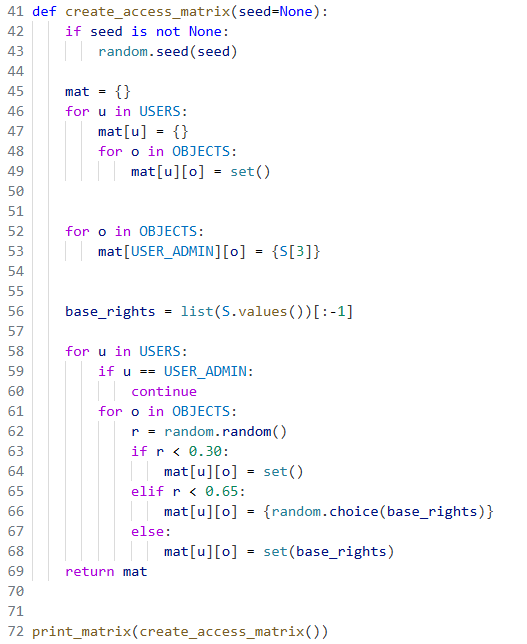 41 def create_access_matrix(seed=None):
42     if seed is not None:
43         random.seed(seed)
44
45     mat = {}
46     for u in USERS:
47         mat[u] = {}
48         for o in OBJECTS:
49             mat[u][o] = set()
50
51
52     for o in OBJECTS:
53         mat[USER_ADMIN][o] = {S[3]}
54
55
56     base_rights = list(S.values())[:-1]
57
58     for u in USERS:
59         if u == USER_ADMIN:
60             continue
61         for o in OBJECTS:
62             r = random.random()
63             if r < 0.30:
64                 mat[u][o] = set()
65             elif r < 0.65:
66                 mat[u][o] = {random.choice(base_rights)}
67             else:
68                 mat[u][o] = set(base_rights)
69     return mat
70
71
72 print_matrix(create_access_matrix())